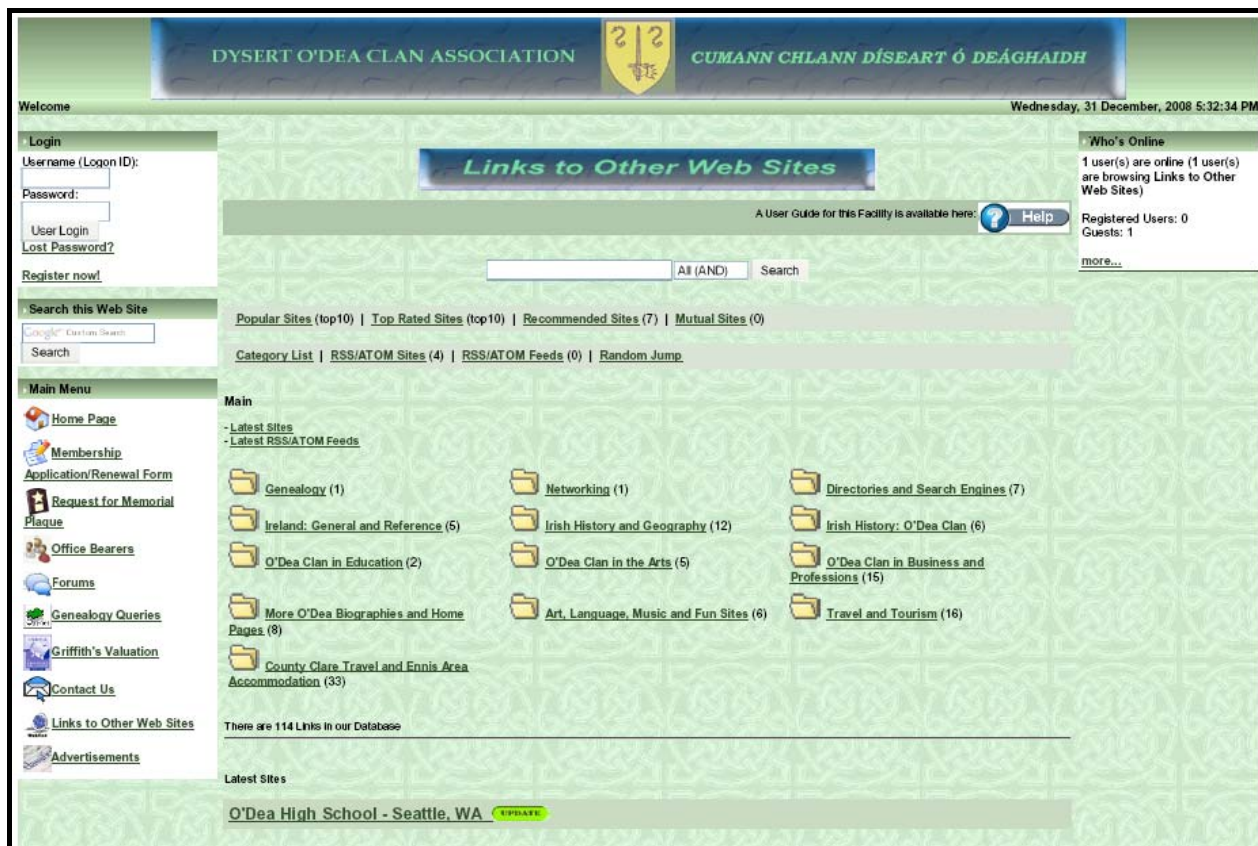 DYSERT O'DEA CLAN ASSOCIATION
CUMANN CHLANN DÍSEART Ó DEÁGHAIDH
Welcome
Wednesday, 31 December, 2008 5:32:34 PM
Login
Username (Logon ID):
Password:
User Login
Lost Password?
Register now!
Search this Web Site
Google™ Custom Search
Search
Main Menu
Home Page
Membership
Application/Renewal Form
Request for Memorial
Plaque
Office Bearers
Forums
Genealogy Queries
Griffith's Valuation
Contact Us
Links to Other Web Sites
Advertisements
Links to Other Web Sites
A User Guide for this Facility is available here: ? Help
All (AND) Search
Popular Sites (top10) | Top Rated Sites (top10) | Recommended Sites (7) | Mutual Sites (0)
Category List | RSS/ATOM Sites (4) | RSS/ATOM Feeds (0) | Random Jump
Main
- Latest Sites
- Latest RSS/ATOM Feeds
Genealogy (1)
Networking (1)
Directories and Search Engines (7)
Ireland: General and Reference (5)
Irish History and Geography (12)
Irish History: O'Dea Clan (6)
O'Dea Clan in Education (2)
O'Dea Clan in the Arts (5)
O'Dea Clan in Business and
Professions (15)
More O'Dea Biographies and Home
Pages (8)
Art, Language, Music and Fun Sites (6)
Travel and Tourism (16)
County Clare Travel and Ennis Area
Accommodation (33)
There are 114 Links in our Database
Latest Sites
O'Dea High School - Seattle, WA UPDATE
Who's Online
1 user(s) are online (1 user(s)
are browsing Links to Other
Web Sites)
Registered Users: 0
Guests: 1
more...